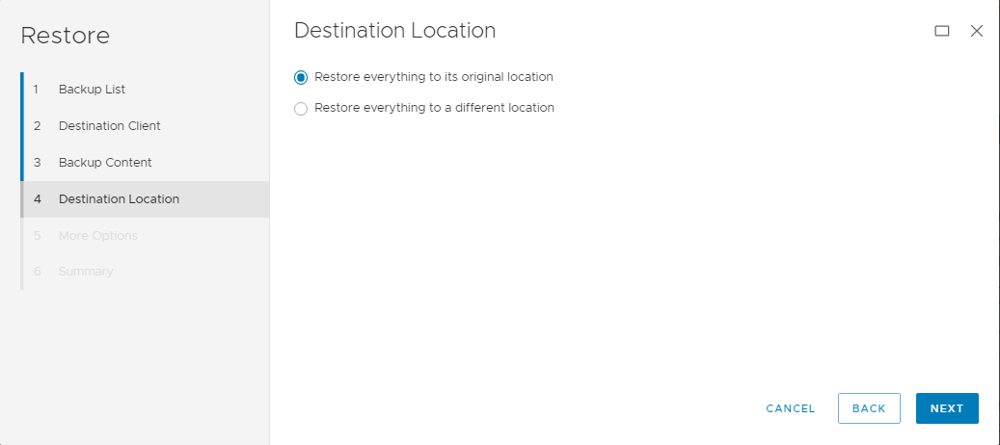 Restore
1 Backup List
2 Destination Client
3 Backup Content
4 Destination Location
5 More Options
6 Summary
Destination Location
Restore everything to its original location
Restore everything to a different location
CANCEL BACK NEXT